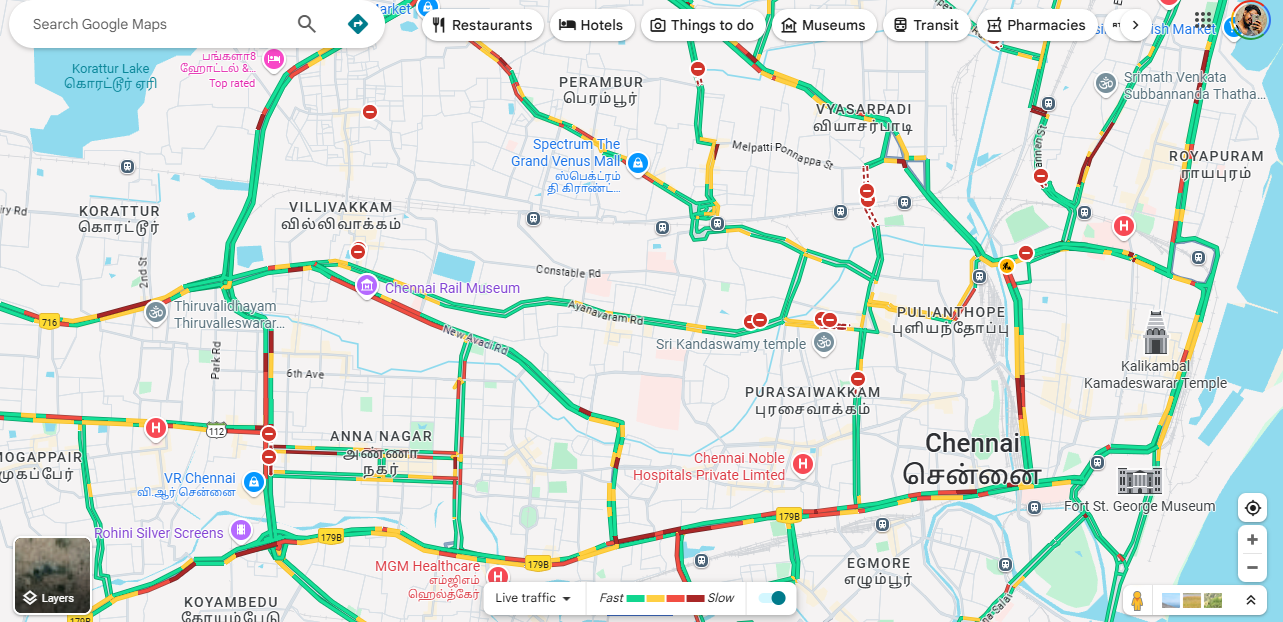 Search Google Maps
Restaurants
Hotels
Things to do
Museums
Transit
Pharmacies
Market
ish Market
Korattur Lake
கொரட்டூர் ஏரி
பங்களா8
ஹோட்டல் &...
Top rated
PERAMBUR
பெரம்பூர்
Spectrum The
Grand Venus Mall
ஸ்பெக்ட்ரம்
தி கிராண்ட்...
VYASARPADI
வியாசர்பாடி
Melpatti Ponnappa St
Srimath Venkata
Subbannanda Thatha...
ROYAPURAM
ராயபுரம்
KORATTUR
கொரட்டூர்
VILLIVAKKAM
வில்லிவாக்கம்
2nd St
Constable Rd
Chennai Rail Museum
Thiruvalidhayam
Thiruvalleswarar...
716
Ayanavaram Rd
New Avadi Rd
Sri Kandaswamy temple
PULIANTHOPE
புளியந்தோப்பு
Kalikambal
Kamadeswarar Temple
Park Rd
6th Ave
PURASAIWAKKAM
புரசைவாக்கம்
112
ANNA NAGAR
அண்ணா
நகர்
MOGAPPAIR
முகப்பேர்
Chennai
சென்னை
Chennai Noble
Hospitals Private Limted
VR Chennai
வி.ஆர் சென்னை
Fort St. George Museum
Rohini Silver Screens
179B
179B
179B
MGM Healthcare
எம்ஜிஎம்
ஹெல்த்கேர்
EGMORE
எழும்பூர்
KOYAMBEDU
கோயம்பேடு
179B
Layers
Live traffic
Fast
Slow